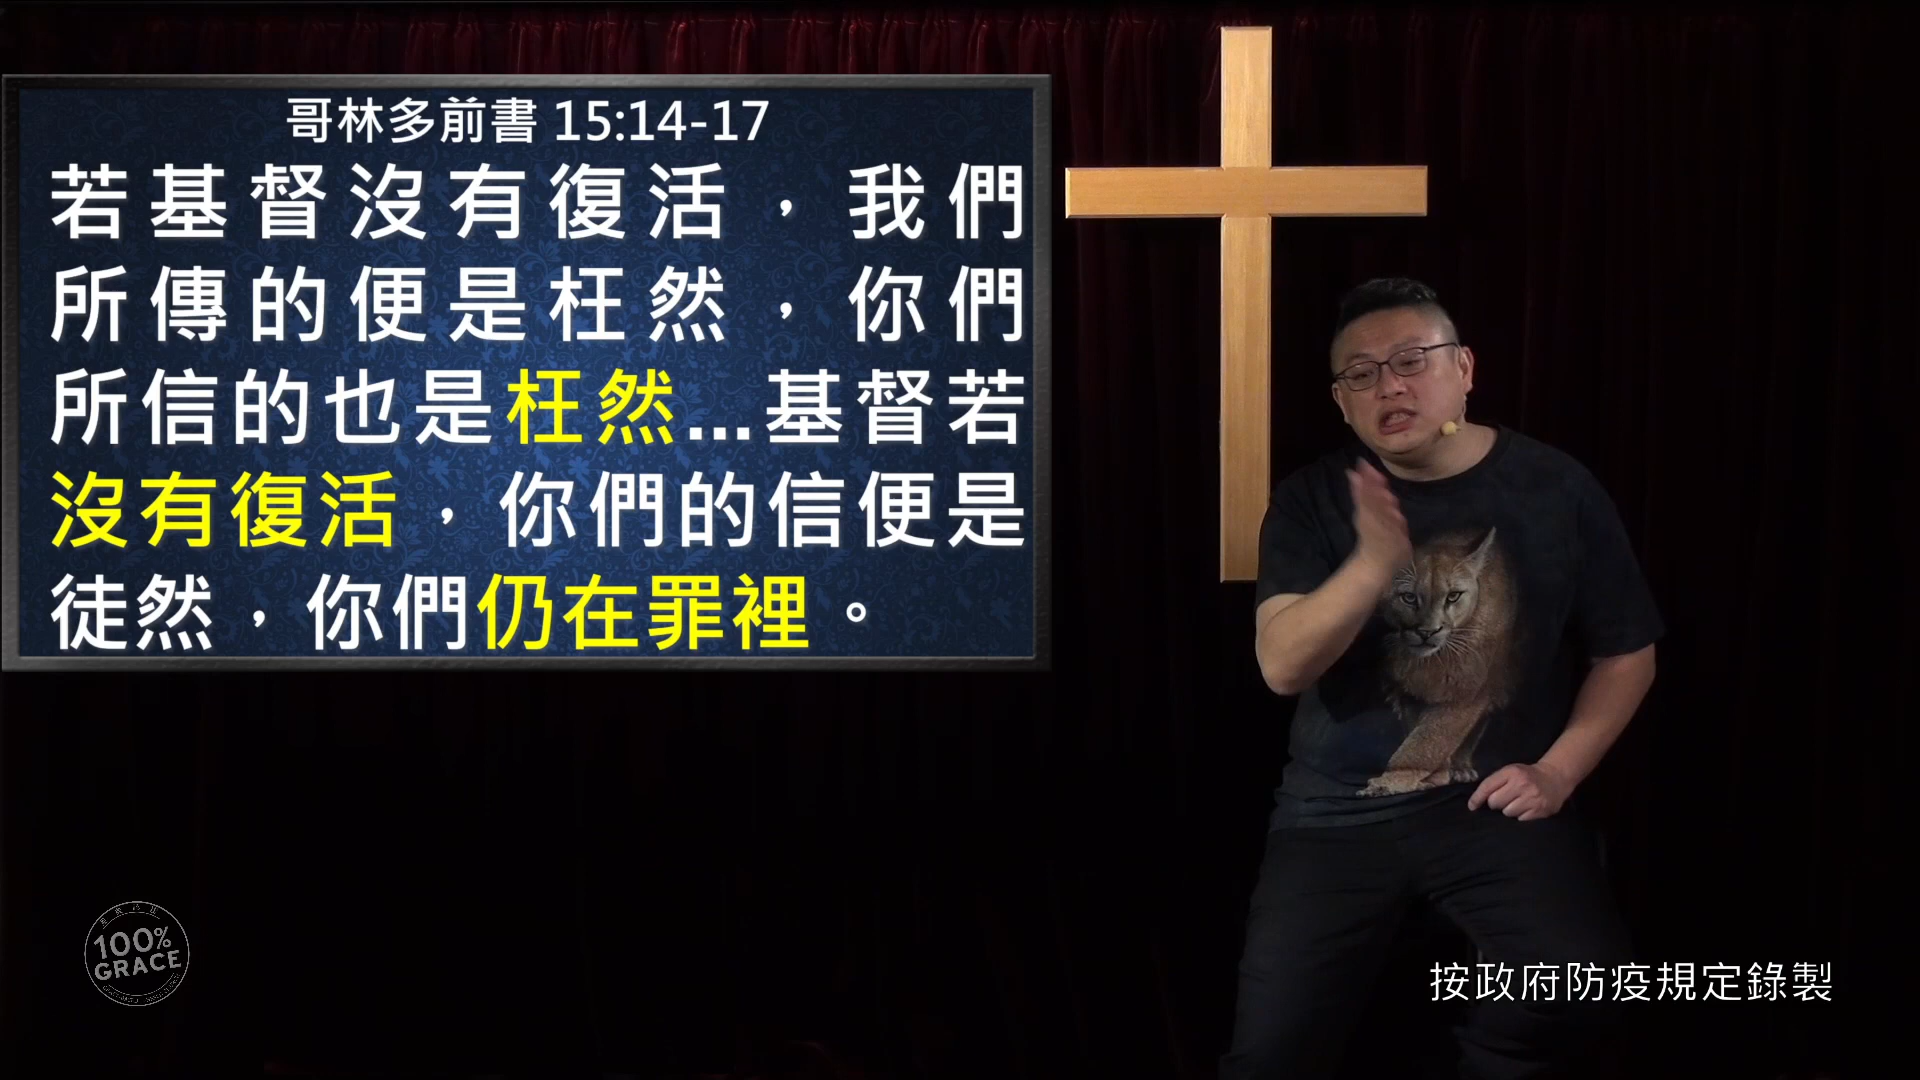 哥林多前書 15:14-17
若基督沒有復活，我們
所傳的便是枉然，你們
所信的也是枉然...基督若
沒有復活，你們的信便是
徒然，你們仍在罪裡。
100%
GRACE
按政府防疫規定錄製